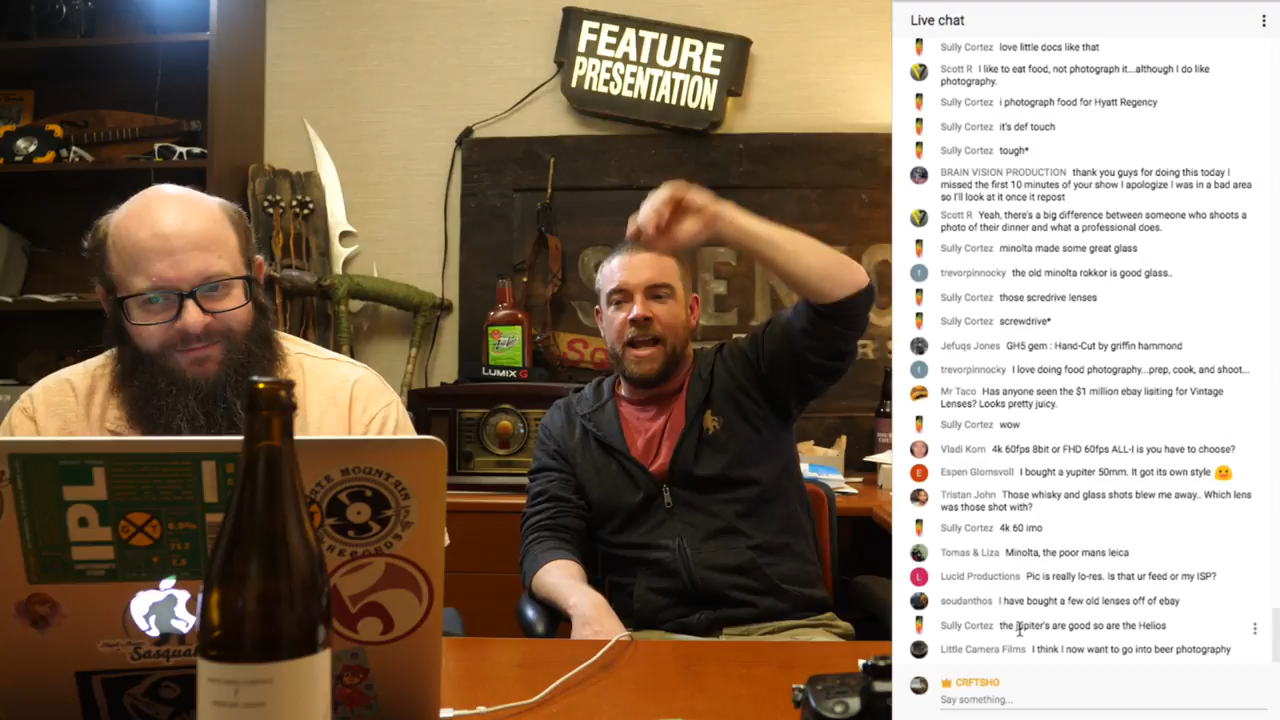 FEATURE
PRESENTATION
LUMIX G
IPL
RECORDS
Sasqua
Live chat
Sully Cortez love little docs like that
Scott R I like to eat food, not photograph it...although I do like
photography.
Sully Cortez i photograph food for Hyatt Regency
Sully Cortez it's def touch
Sully Cortez tough*
BRAIN VISION PRODUCTION thank you guys for doing this today I
missed the first 10 minutes of your show I apologize I was in a bad area
so I'll look at it once it repost
Scott R Yeah, there's a big difference between someone who shoots a
photo of their dinner and what a professional does.
Sully Cortez minolta made some great glass
trevorpinnocky the old minolta rokkor is good glass..
Sully Cortez those scredrive lenses
Sully Cortez screwdrive*
Jefuqs Jones GH5 gem : Hand-Cut by griffin hammond
trevorpinnocky I love doing food photography...prep, cook, and shoot...
Mr Taco Has anyone seen the $1 million ebay lisiting for Vintage
Lenses? Looks pretty juicy.
Sully Cortez wow
Vladi Korn 4k 60fps 8bit or FHD 60fps ALL-I is you have to choose?
Espen Glomsvoll I bought a yupiter 50mm. It got its own style
Tristan John Those whisky and glass shots blew me away.. Which lens
was those shot with?
Sully Cortez 4k 60 imo
Tomas & Liza Minolta, the poor mans leica
Lucid Productions Pic is really lo-res. Is that ur feed or my ISP?
soudanthos I have bought a few old lenses off of ebay
Sully Cortez the jupiter's are good so are the Helios
Little Camera Films I think I now want to go into beer photography
CRFTSHO
Say something...